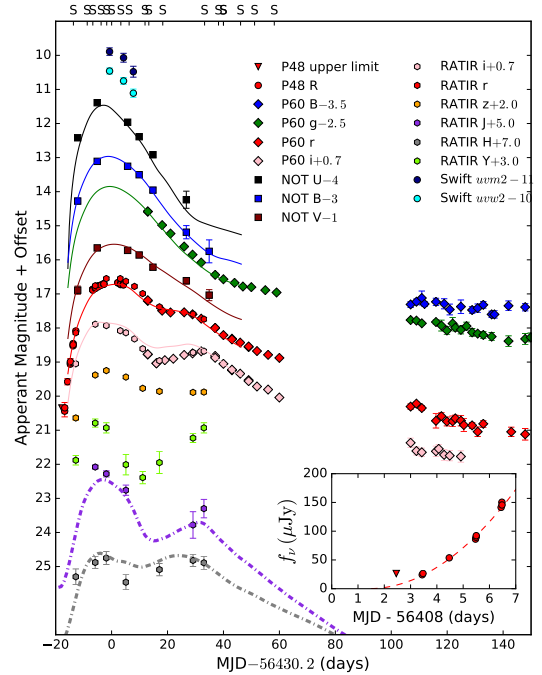 S S S S S S S S S S S S S S S S S
10
11
12
13
14
15
16
17
18
19
20
21
22
23
24
25
Apperant Magnitude + Offset
P48 upper limit
P48 R
P60 B−3.5
P60 g−2.5
P60 r
P60 i+0.7
NOT U−4
NOT B−3
NOT V−1
RATIR i+0.7
RATIR r
RATIR z+2.0
RATIR J+5.0
RATIR H+7.0
RATIR Y+3.0
Swift uvm2−11
Swift uvw2−10
200
150
100
50
0
fν (μJy)
0 1 2 3 4 5 6 7
MJD - 56408 (days)
−20 0 20 40 60 80 100 120 140
MJD−56430.2 (days)